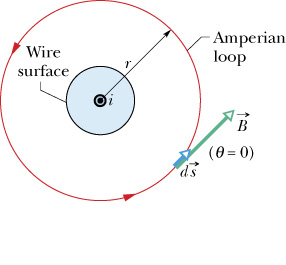 Wire
surface
r
Amperian
loop
i
B⃗
(θ = 0)
ds⃗